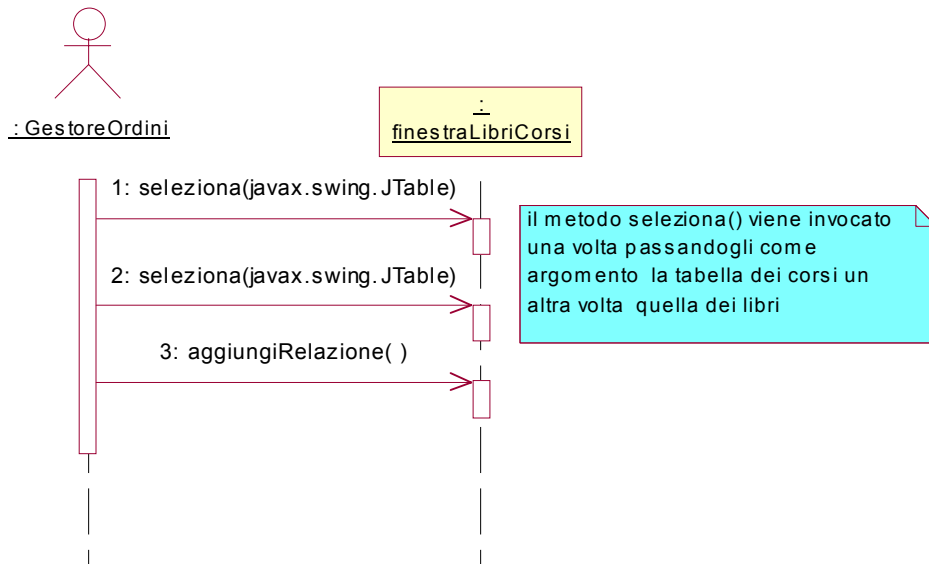 : GestoreOrdini
:
finestraLibriCorsi
1: seleziona(javax.swing.JTable)
2: seleziona(javax.swing.JTable)
3: aggiungiRelazione( )
il metodo seleziona() viene invocato
una volta passandogli come
argomento la tabella dei corsi un
altra volta quella dei libri